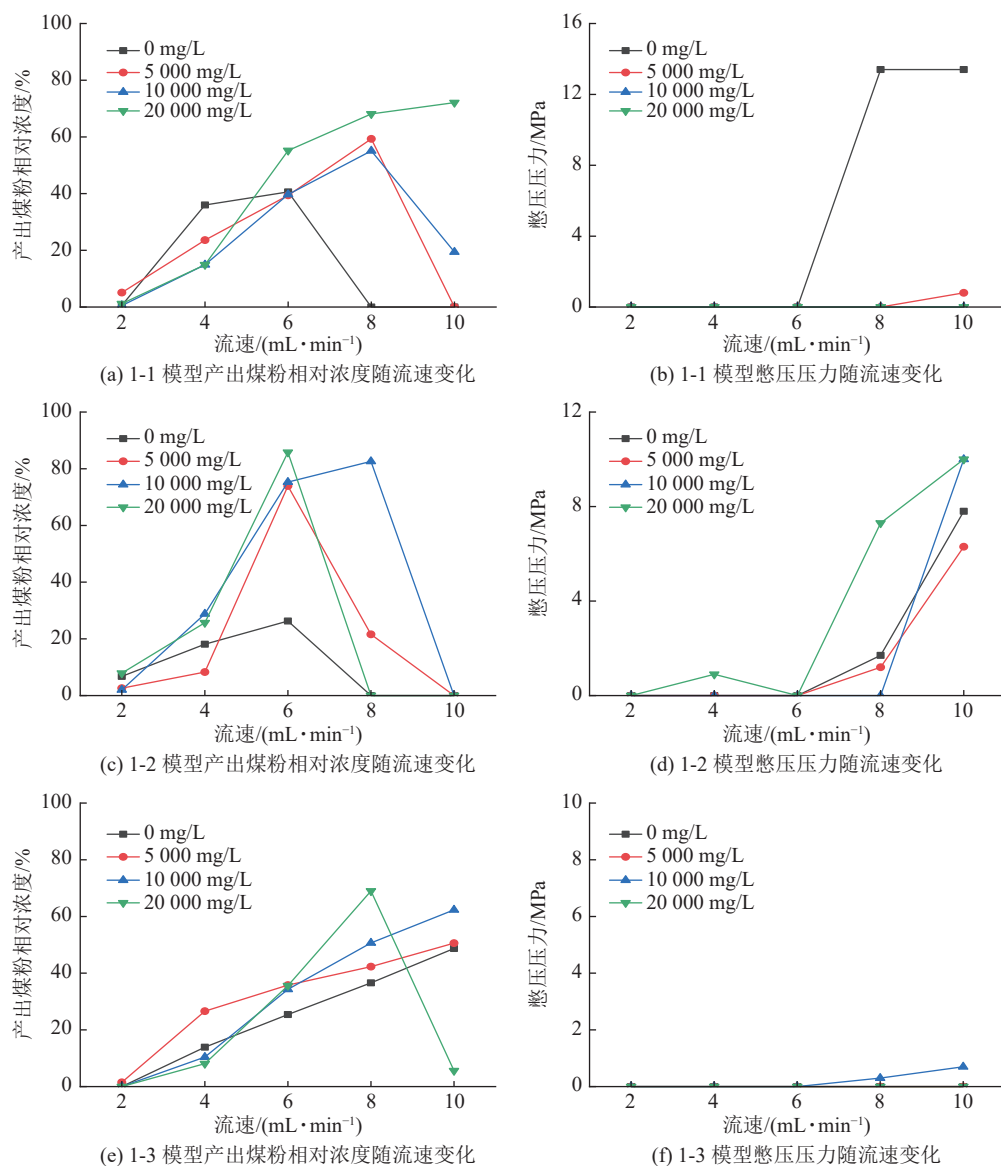 100
80
60
40
20
0
产出煤粉相对浓度/%
0 mg/L
5 000 mg/L
10 000 mg/L
20 000 mg/L
2 4 6 8 10
流速/(mL·min⁻¹)
(a) 1-1 模型产出煤粉相对浓度随流速变化
16
12
8
4
0
憋压压力/MPa
0 mg/L
5 000 mg/L
10 000 mg/L
20 000 mg/L
2 4 6 8 10
流速/(mL·min⁻¹)
(b) 1-1 模型憋压压力随流速变化
100
80
60
40
20
0
产出煤粉相对浓度/%
0 mg/L
5 000 mg/L
10 000 mg/L
20 000 mg/L
2 4 6 8 10
流速/(mL·min⁻¹)
(c) 1-2 模型产出煤粉相对浓度随流速变化
12
8
4
0
憋压压力/MPa
0 mg/L
5 000 mg/L
10 000 mg/L
20 000 mg/L
2 4 6 8 10
流速/(mL·min⁻¹)
(d) 1-2 模型憋压压力随流速变化
100
80
60
40
20
0
产出煤粉相对浓度/%
0 mg/L
5 000 mg/L
10 000 mg/L
20 000 mg/L
2 4 6 8 10
流速/(mL·min⁻¹)
(e) 1-3 模型产出煤粉相对浓度随流速变化
10
8
6
4
2
0
憋压压力/MPa
0 mg/L
5 000 mg/L
10 000 mg/L
20 000 mg/L
2 4 6 8 10
流速/(mL·min⁻¹)
(f) 1-3 模型憋压压力随流速变化